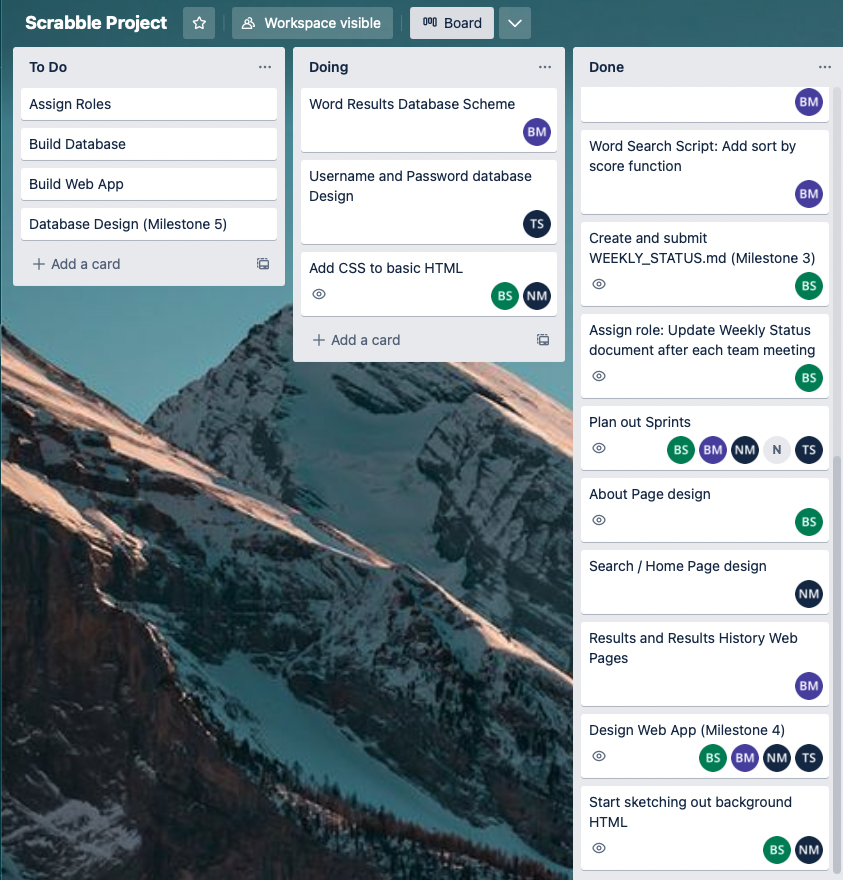 Scrabble Project
Workspace visible
Board
To Do
Assign Roles
Build Database
Build Web App
Database Design (Milestone 5)
Add a card
Doing
Word Results Database Scheme
BM
Username and Password database
Design
TS
Add CSS to basic HTML
BS NM
Add a card
Done
BM
Word Search Script: Add sort by
score function
BM
Create and submit
WEEKLY_STATUS.md (Milestone 3)
BS
Assign role: Update Weekly Status
document after each team meeting
BS
Plan out Sprints
BS BM NM N TS
About Page design
BS
Search / Home Page design
NM
Results and Results History Web
Pages
BM
Design Web App (Milestone 4)
BS BM NM TS
Start sketching out background
HTML
BS NM